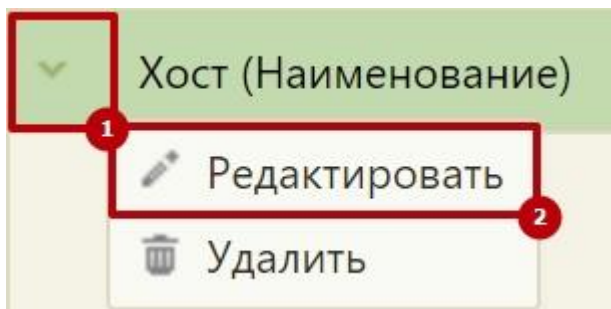 Хост (Наименование)
1
Редактировать
2
Удалить